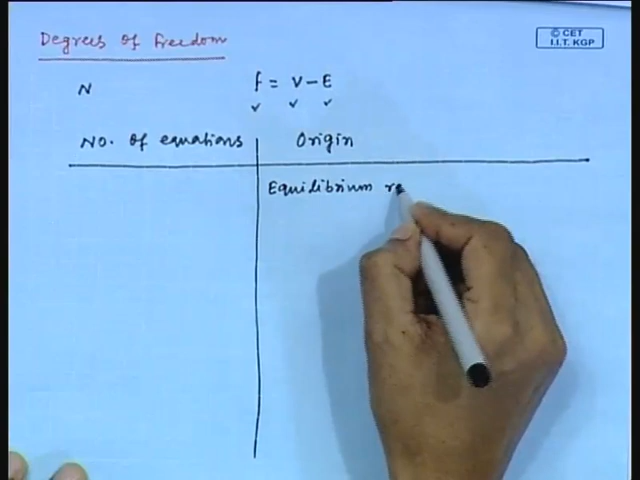 Degrees of Freedom
© CET
I.I.T. KGP
N f = V - E
No. of equations Origin
Equilibrium